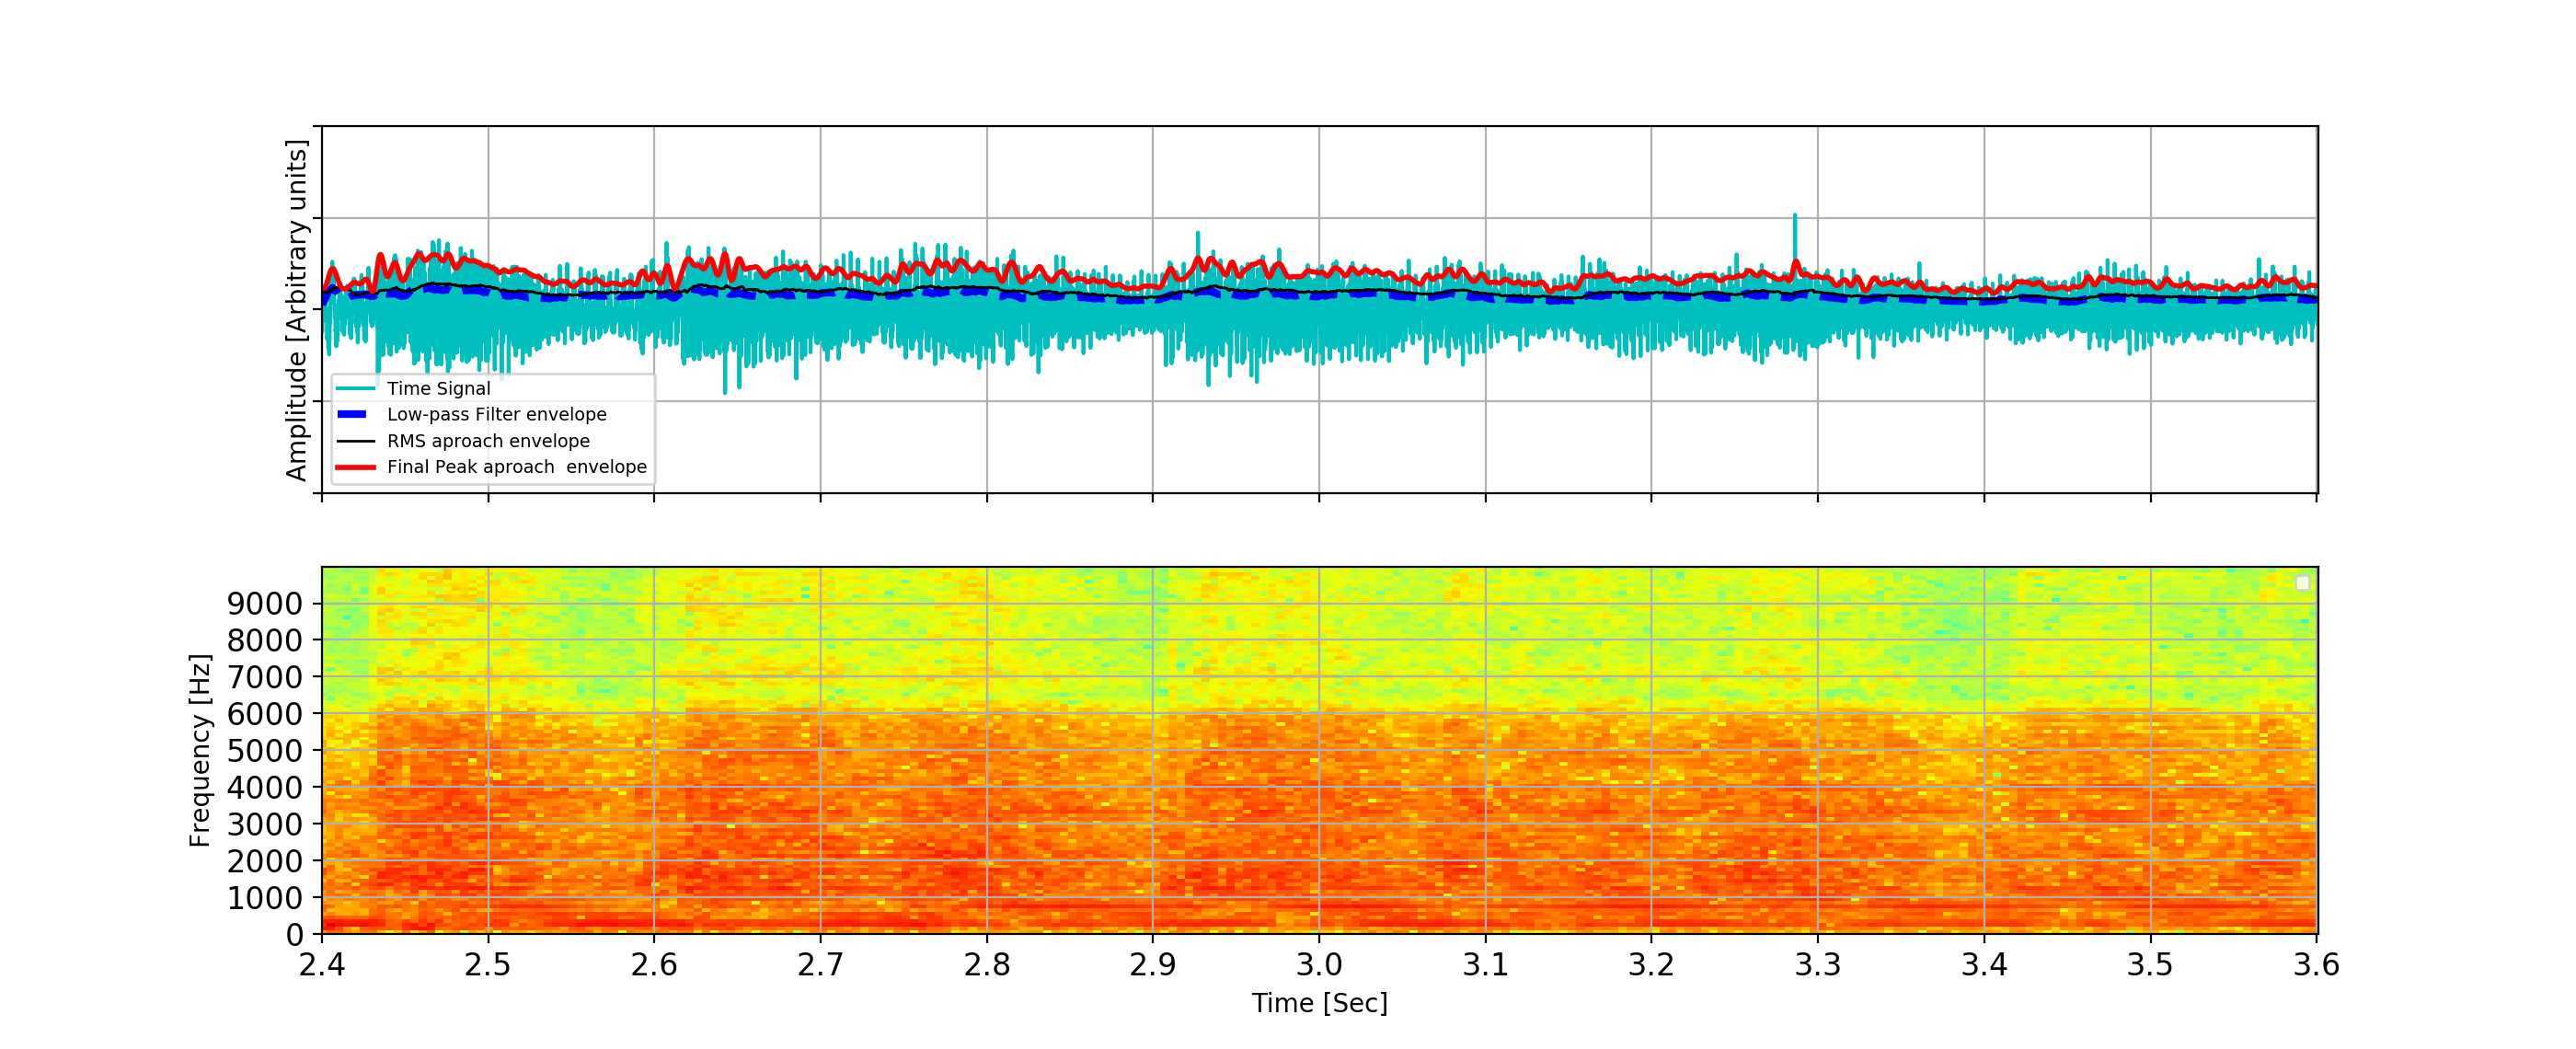 Amplitude [Arbitrary units]
Time Signal
Low-pass Filter envelope
RMS aproach envelope
Final Peak aproach  envelope
Frequency [Hz]
9000
8000
7000
6000
5000
4000
3000
2000
1000
0
2.4 2.5 2.6 2.7 2.8 2.9 3.0 3.1 3.2 3.3 3.4 3.5 3.6
Time [Sec]